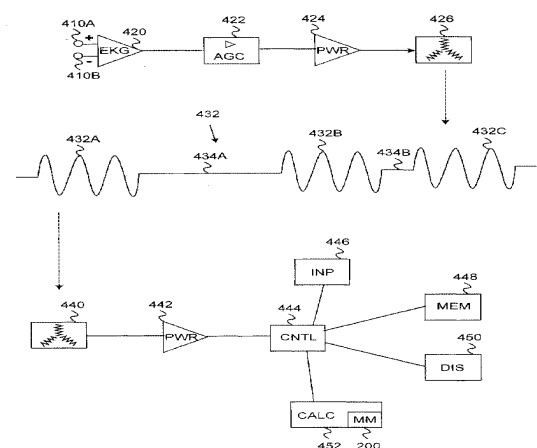 410A
420
422
424
426
+
EKG
-
AGC
PWR
410B
432
432A
434A
432B
434B
432C
446
INP
448
MEM
440
442
444
PWR
CNTL
450
DIS
CALC
MM
452
200